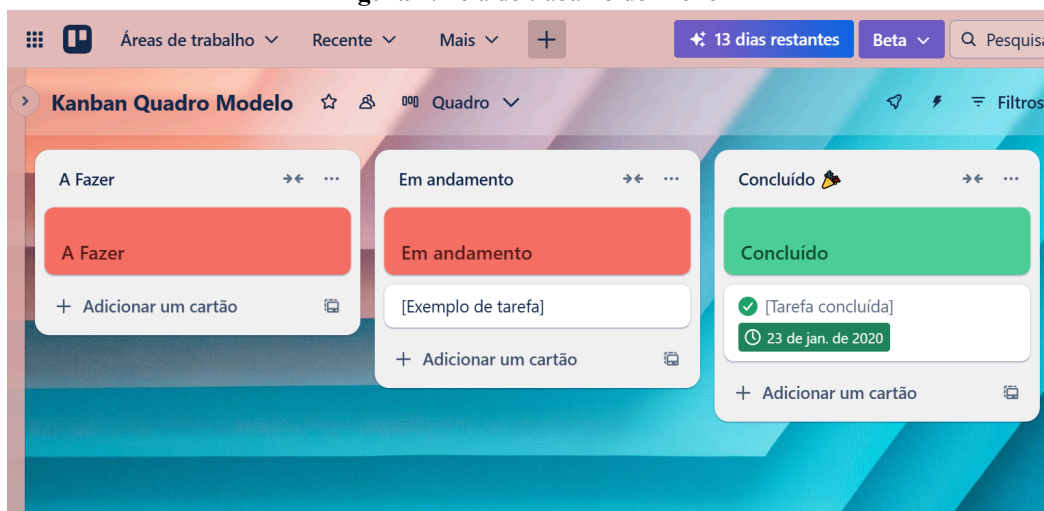 Áreas de trabalho
Recente
Mais
13 dias restantes
Beta
Pesquisa
Kanban Quadro Modelo
Quadro
Filtros
A Fazer
A Fazer
+ Adicionar um cartão
Em andamento
Em andamento
[Exemplo de tarefa]
+ Adicionar um cartão
Concluído
Concluído
[Tarefa concluída]
23 de jan. de 2020
+ Adicionar um cartão